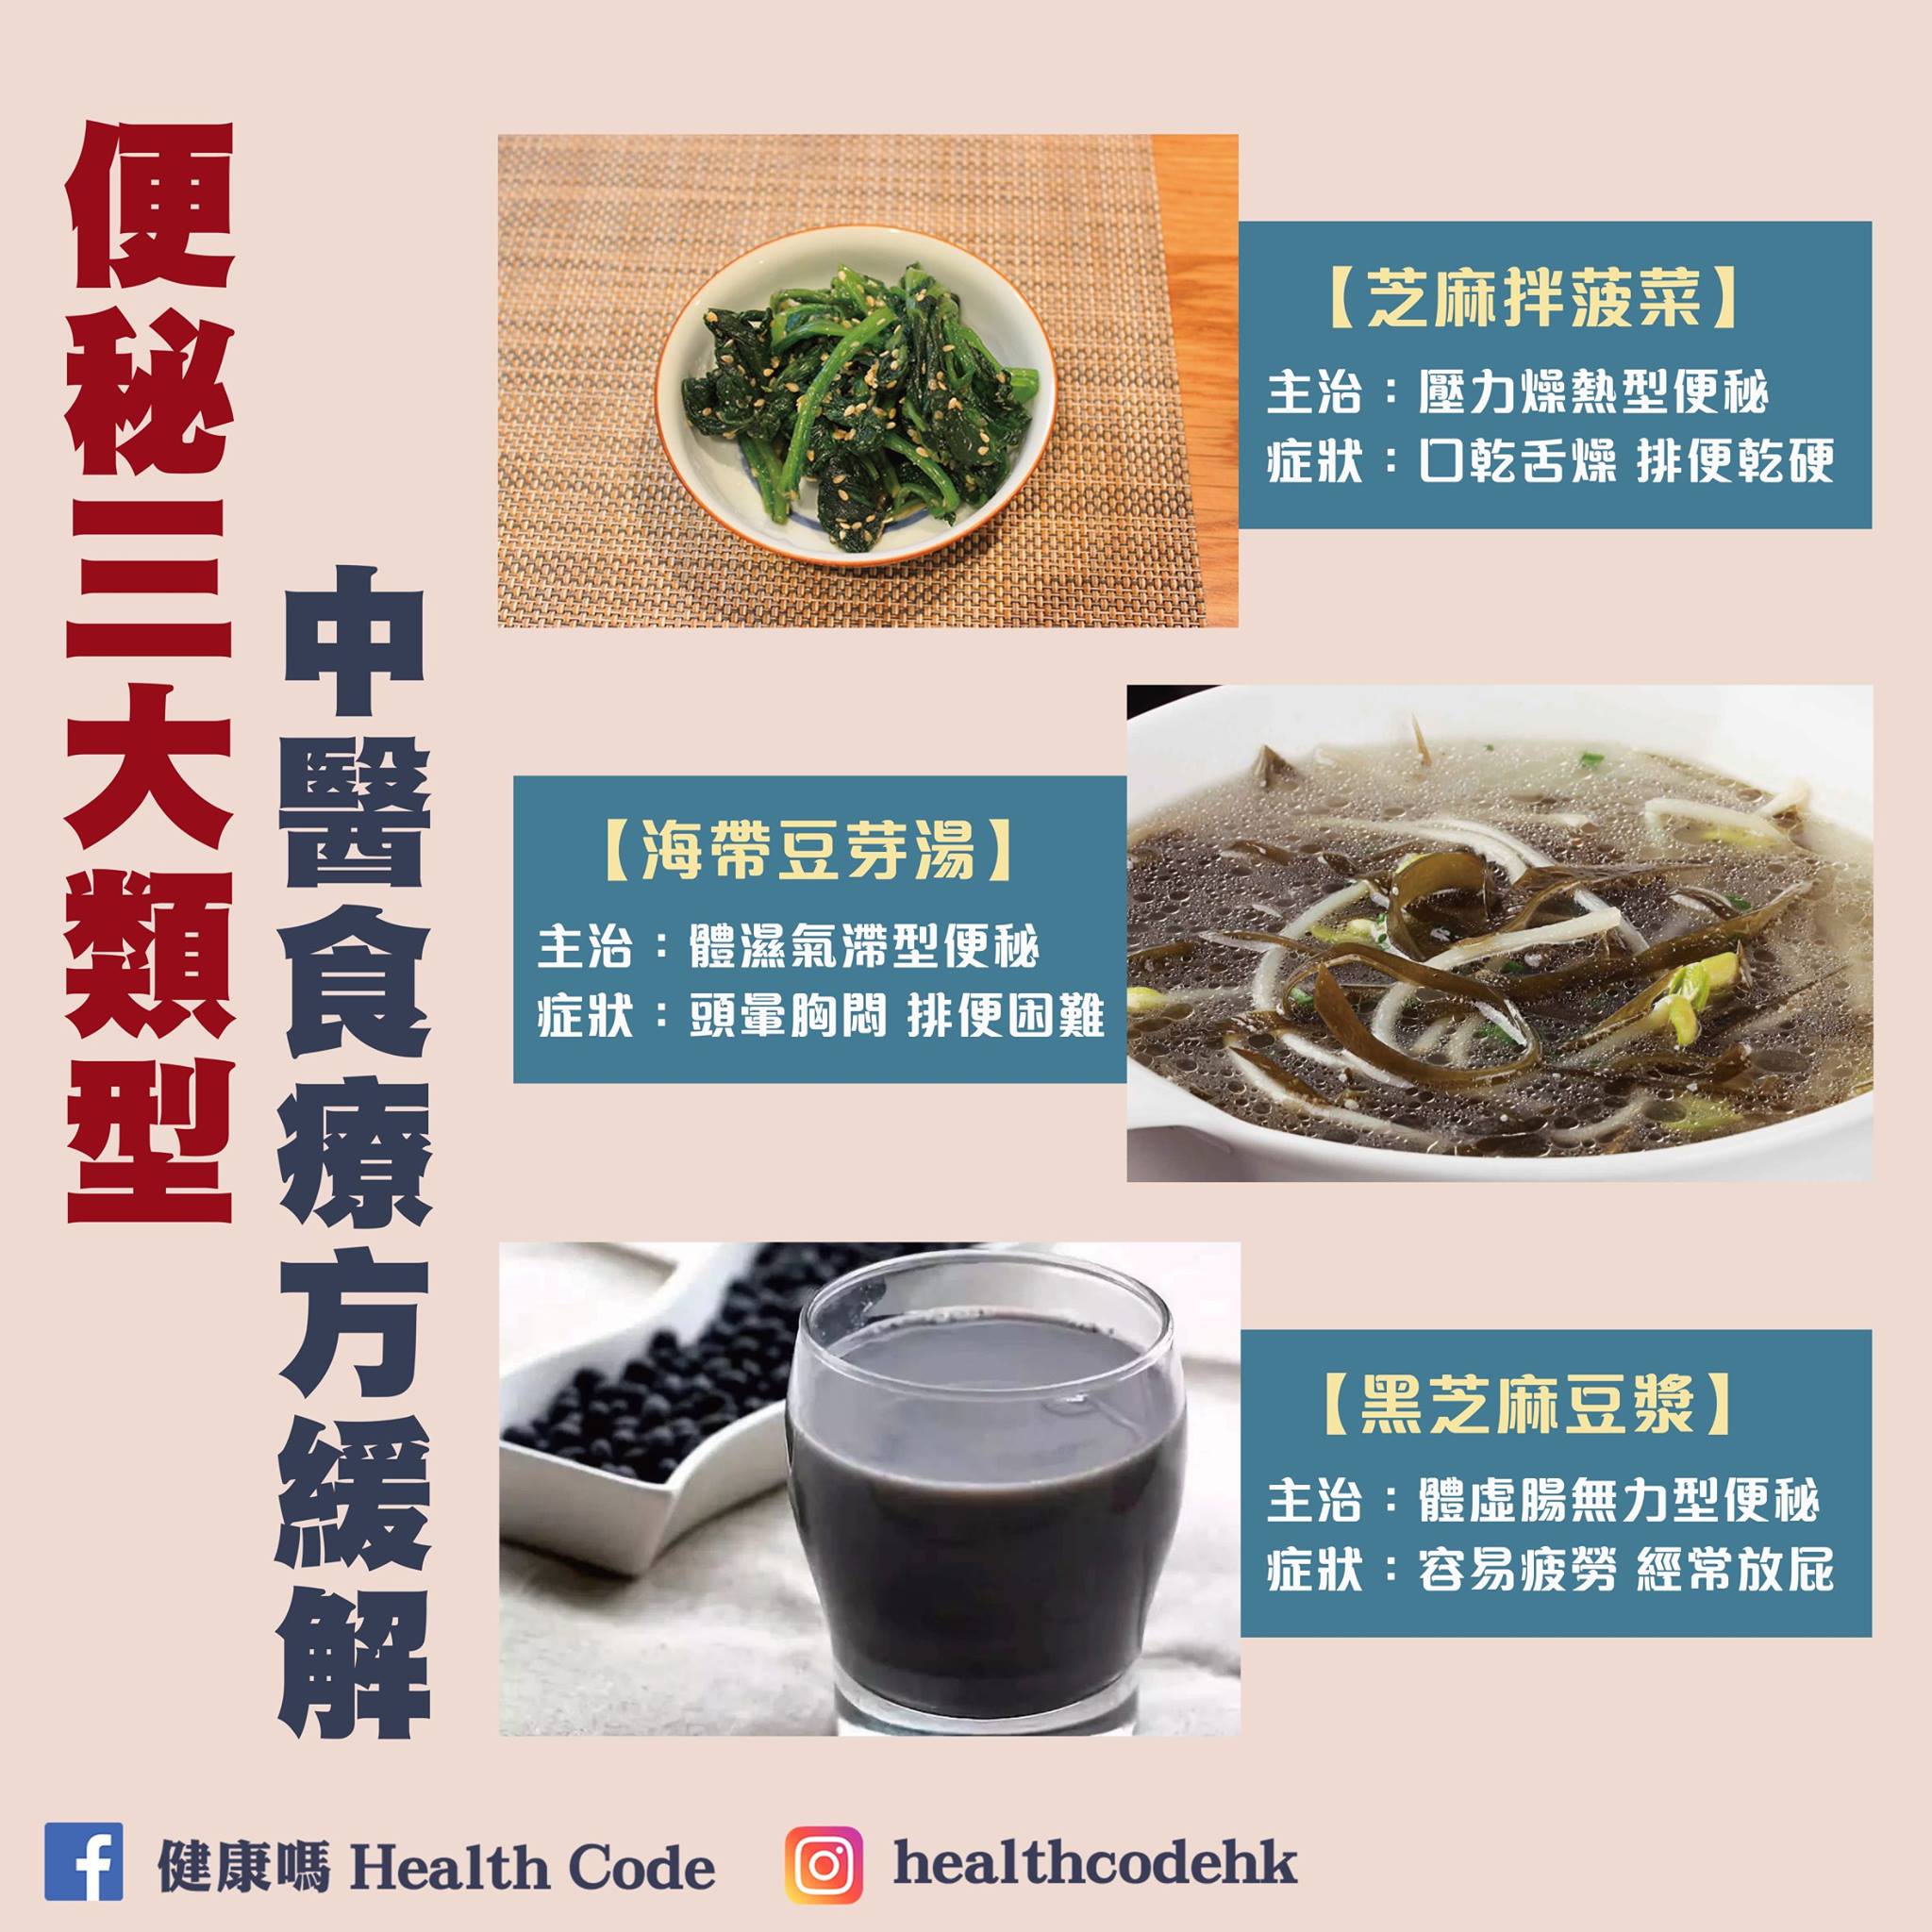 便秘三大類型
中醫食療方緩解
【芝麻拌菠菜】
主治：壓力燥熱型便秘
症狀：口乾舌燥 排便乾硬
【海帶豆芽湯】
主治：體濕氣滯型便秘
症狀：頭暈胸悶 排便困難
【黑芝麻豆漿】
主治：體虛腸無力型便秘
症狀：容易疲勞 經常放屁
健康嗎 Health Code
healthcodehk